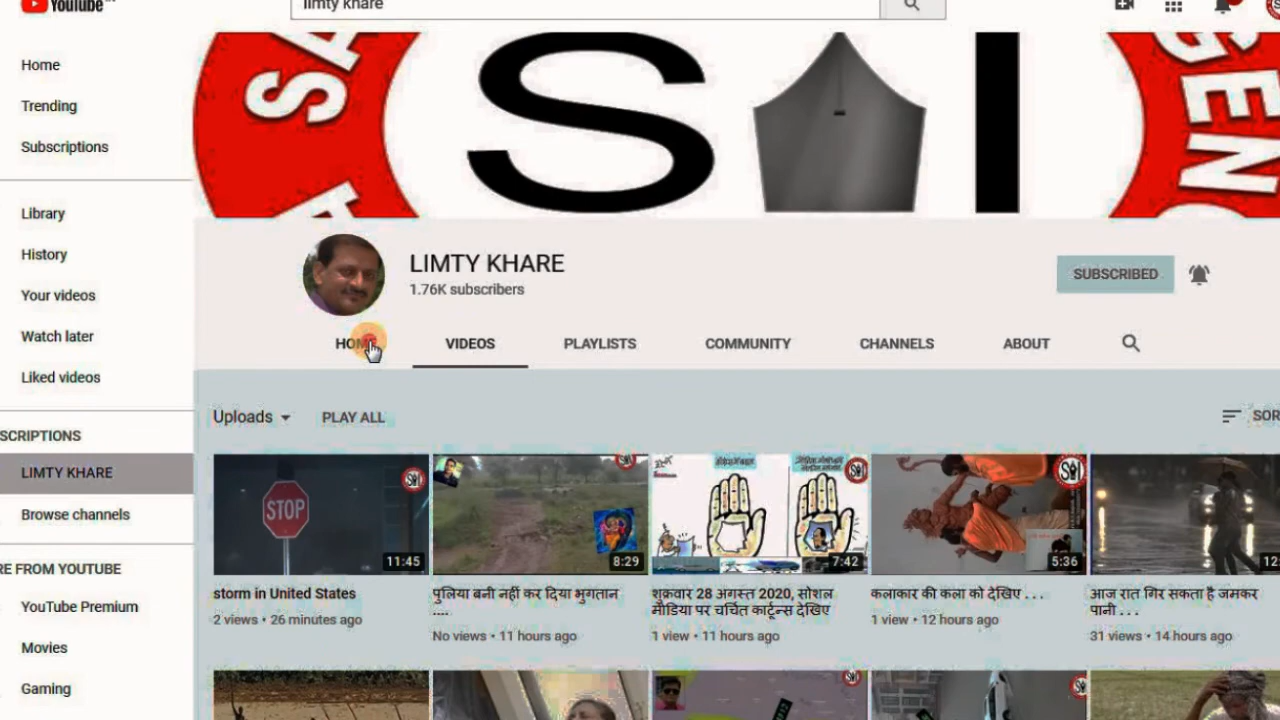 YouTube
limty khare
Home
Trending
Subscriptions
Library
History
Your videos
Watch later
Liked videos
SCRIPTIONS
LIMTY KHARE
Browse channels
RE FROM YOUTUBE
YouTube Premium
Movies
Gaming
SA
S I
GEN
LIMTY KHARE
1.76K subscribers
SUBSCRIBED
HOME VIDEOS PLAYLISTS COMMUNITY CHANNELS ABOUT
Uploads PLAY ALL SOR
STOP
11:45
8:29
7:42
5:36
12:
storm in United States
2 views • 26 minutes ago
पुलिया बनी नहीं कर दिया भुगतान
....
No views • 11 hours ago
शुक्रवार 28 अगस्त 2020, सोशल
मीडिया पर चर्चित कार्टून्स देखिए
1 view • 11 hours ago
कलाकार की कला को देखिए . . .
1 view • 12 hours ago
आज रात गिर सकता है जमकर
पानी . . .
31 views • 14 hours ago